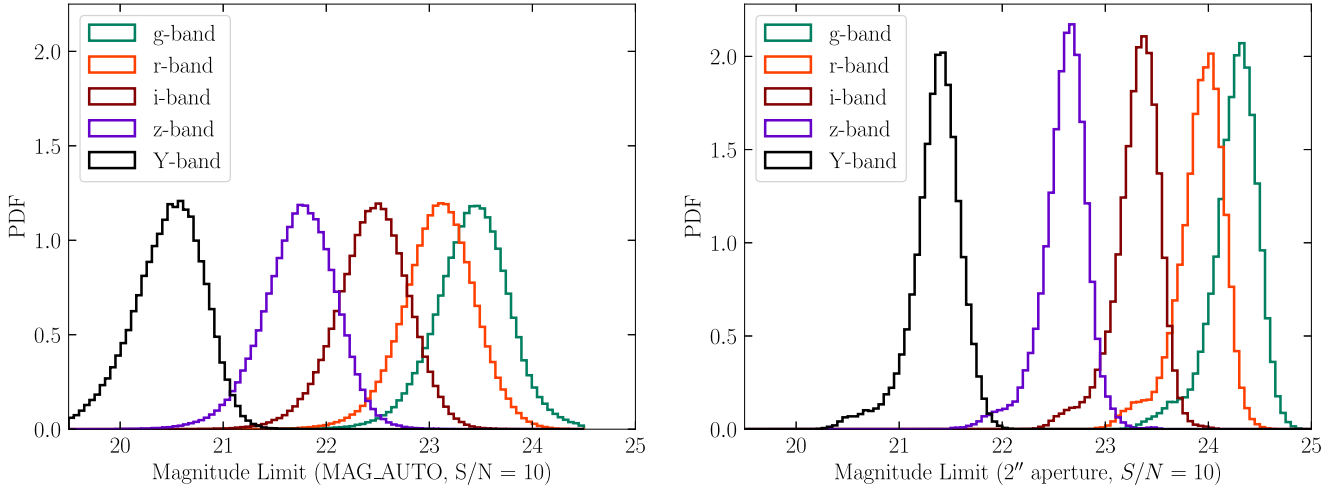 2.0
1.5
1.0
0.5
0.0
PDF
g-band
r-band
i-band
z-band
Y-band
20 21 22 23 24 25
Magnitude Limit (MAG_AUTO, S/N = 10)
2.0
1.5
1.0
0.5
0.0
PDF
g-band
r-band
i-band
z-band
Y-band
20 21 22 23 24 25
Magnitude Limit (2″ aperture, S/N = 10)